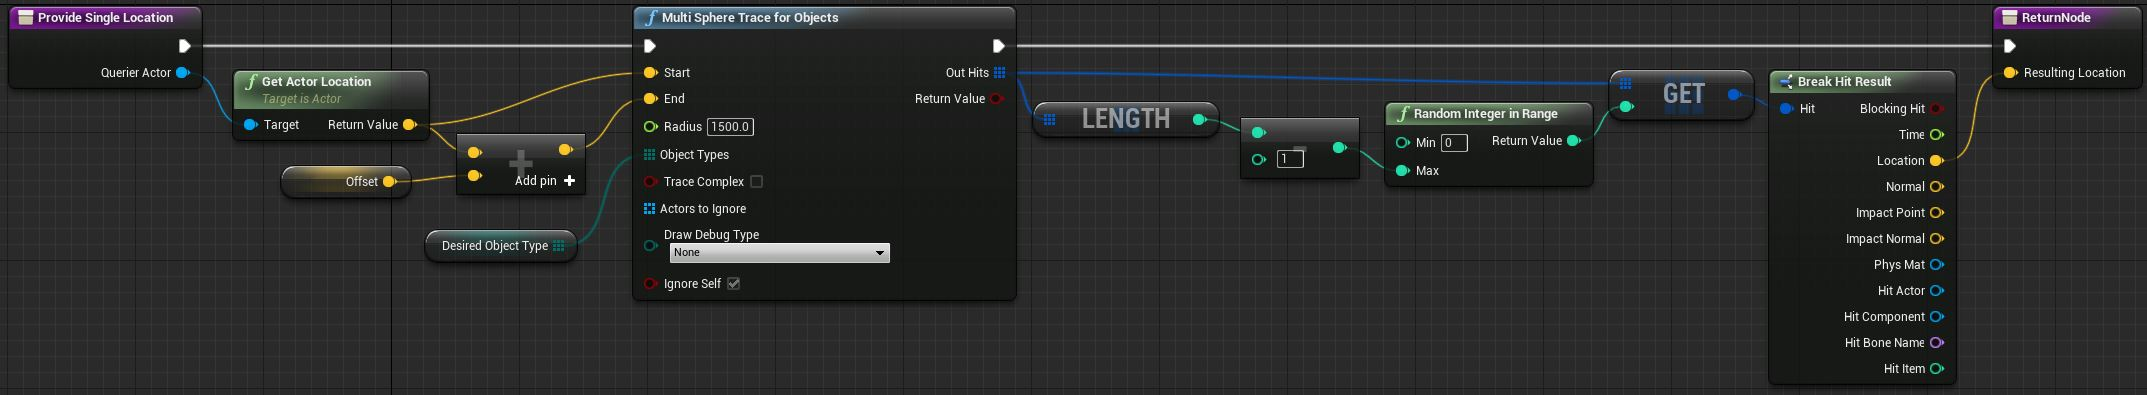 Provide Single Location
Querier Actor
Get Actor Location
Target is Actor
Target Return Value
Offset
Add pin
Desired Object Type
Multi Sphere Trace for Objects
Start Out Hits
End Return Value
Radius 1500.0
Object Types
Trace Complex
Actors to Ignore
Draw Debug Type
None
Ignore Self
LENGTH
1
Random Integer in Range
Min 0 Return Value
Max
GET
Break Hit Result
Hit Blocking Hit
Time
Location
Normal
Impact Point
Impact Normal
Phys Mat
Hit Actor
Hit Component
Hit Bone Name
Hit Item
ReturnNode
Resulting Location